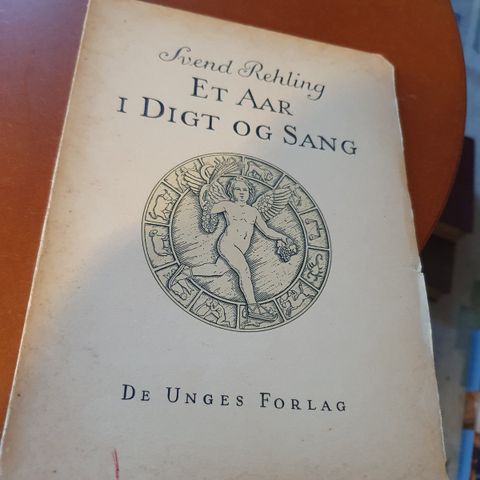 Svend Rehling
ET AAR
I DIGT OG SANG
DE UNGES FORLAG